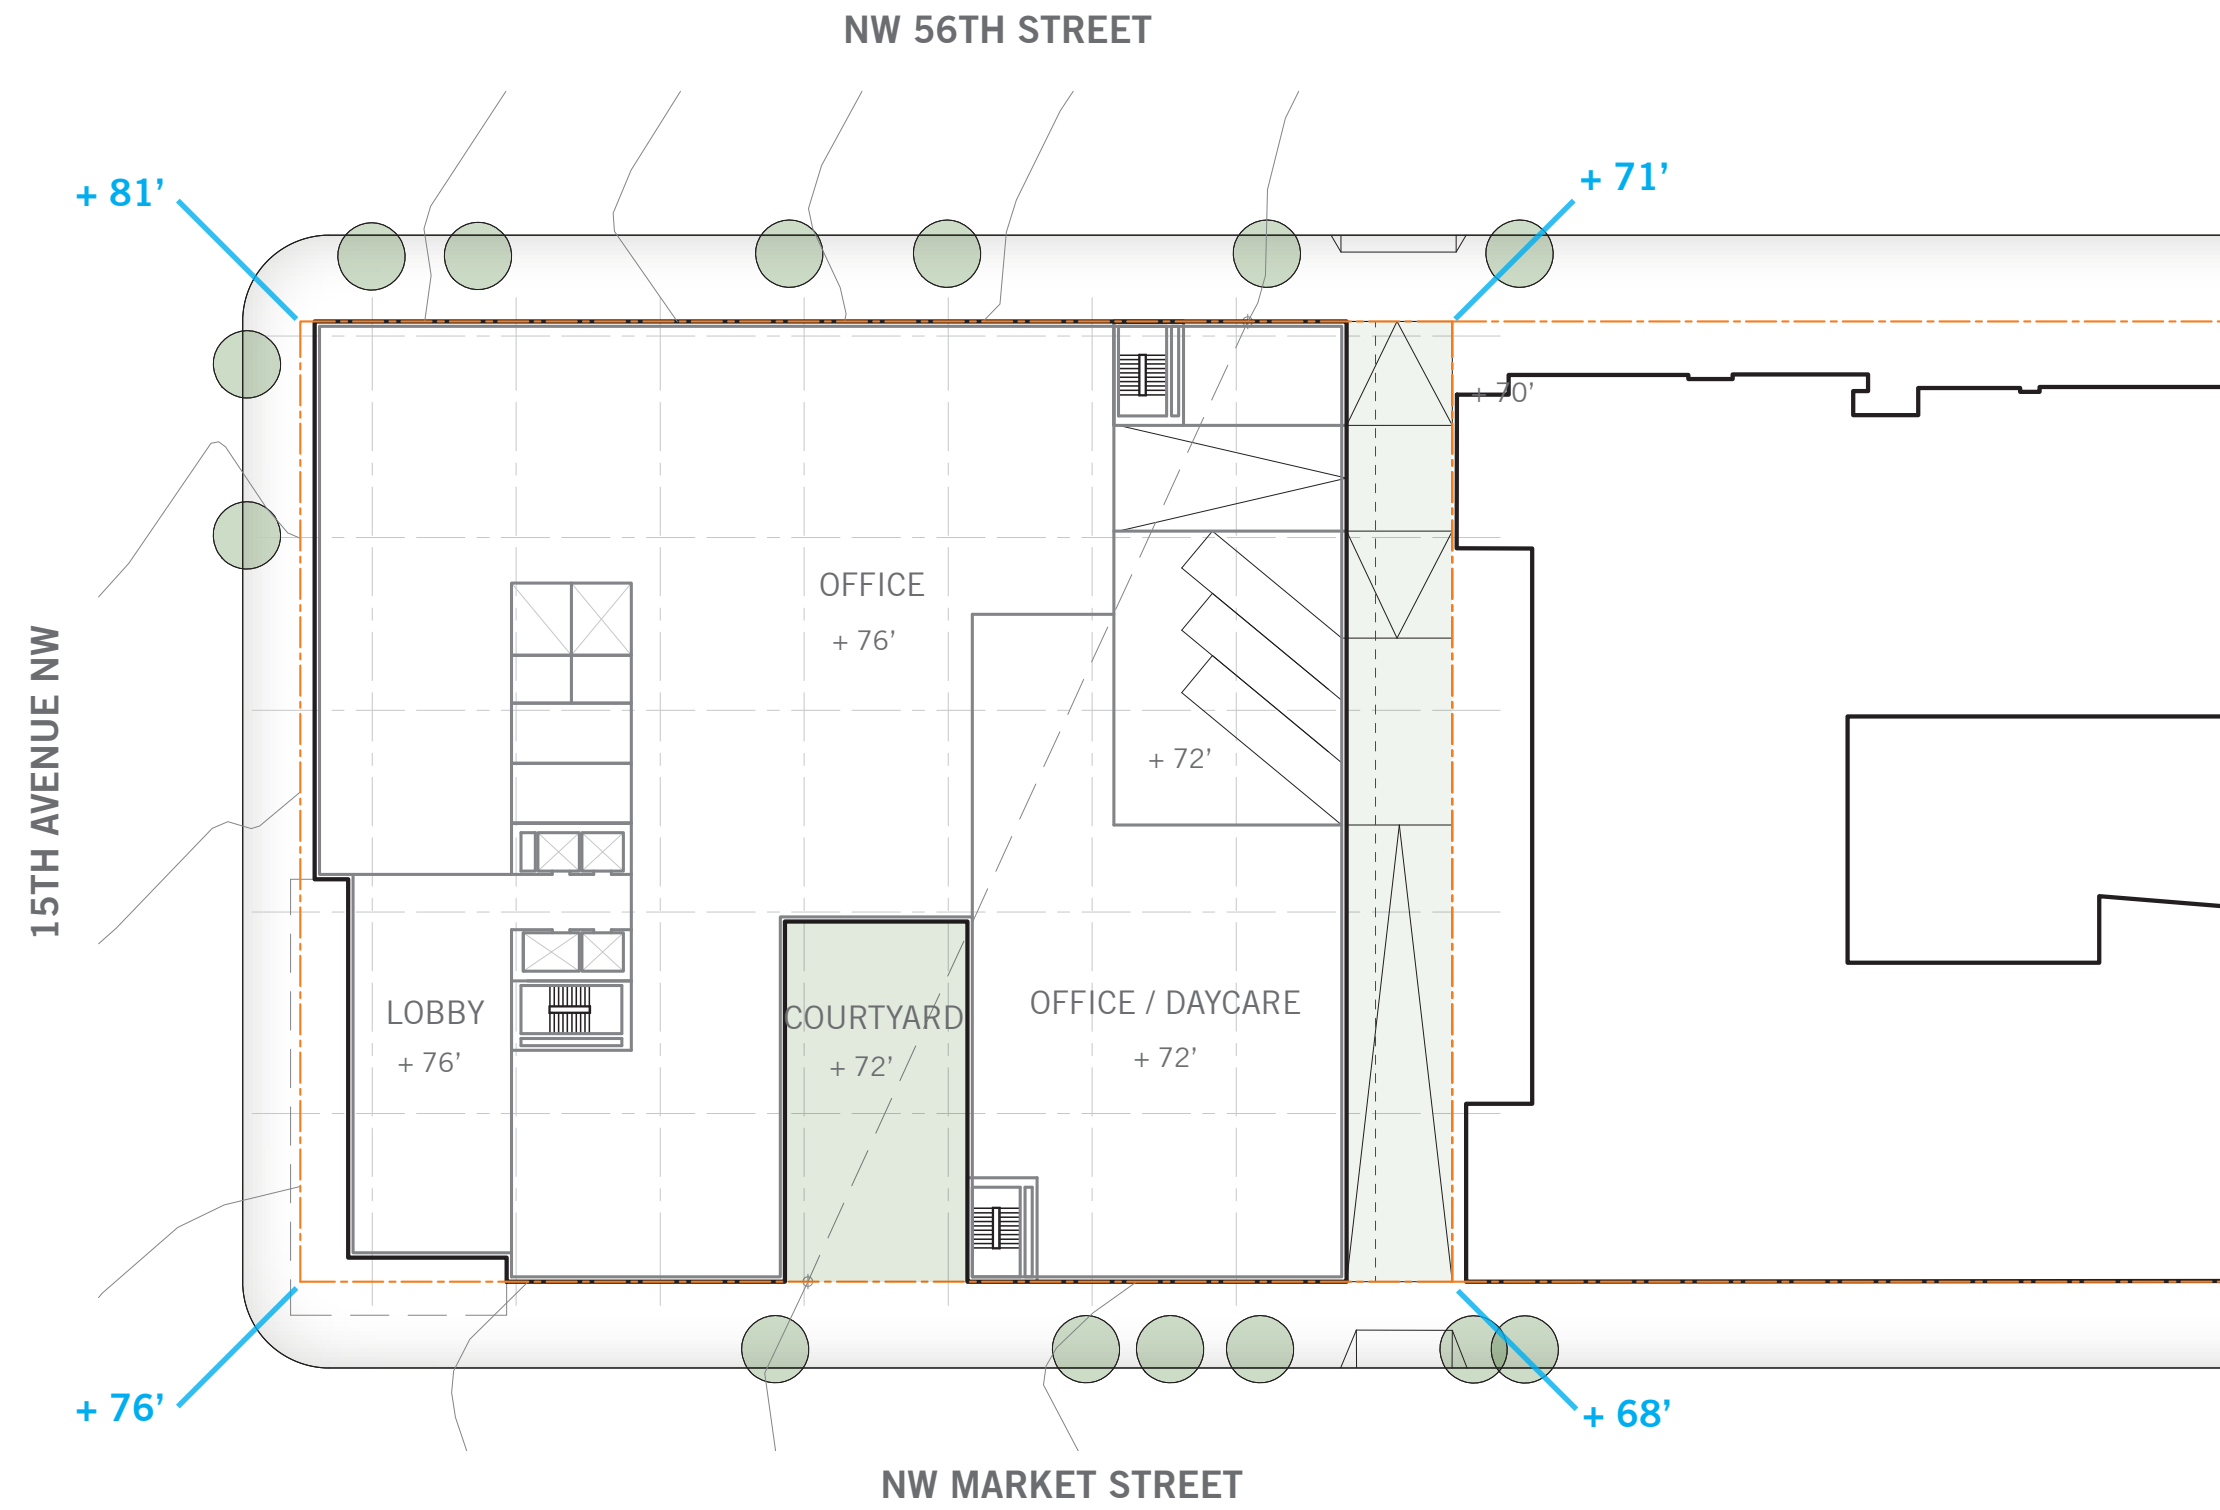 NW 56TH STREET
+ 81’
+ 71’
+ 70’
OFFICE
+ 76’
15TH AVENUE NW
+ 72’
LOBBY
+ 76’
COURTYARD
+ 72’
OFFICE / DAYCARE
+ 72’
+ 76’
+ 68’
NW MARKET STREET